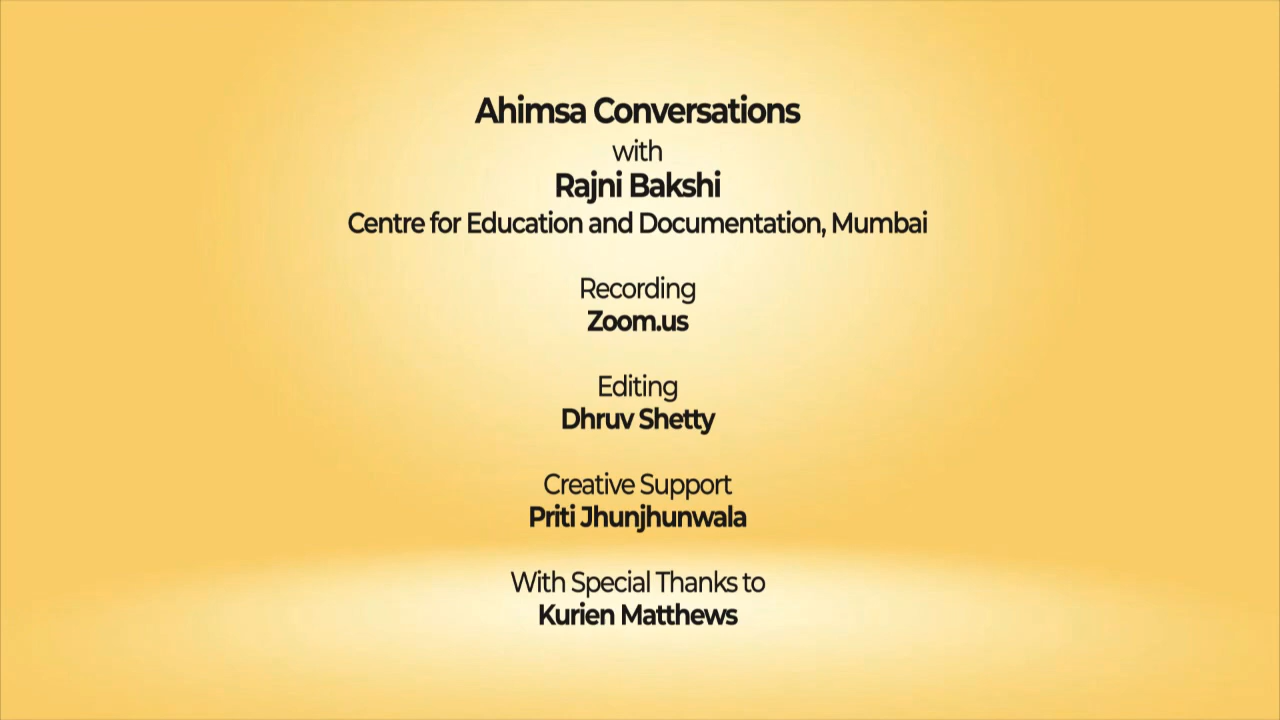 Ahimsa Conversations
with
Rajni Bakshi
Centre for Education and Documentation, Mumbai
Recording
Zoom.us
Editing
Dhruv Shetty
Creative Support
Priti Jhunjhunwala
With Special Thanks to
Kurien Matthews